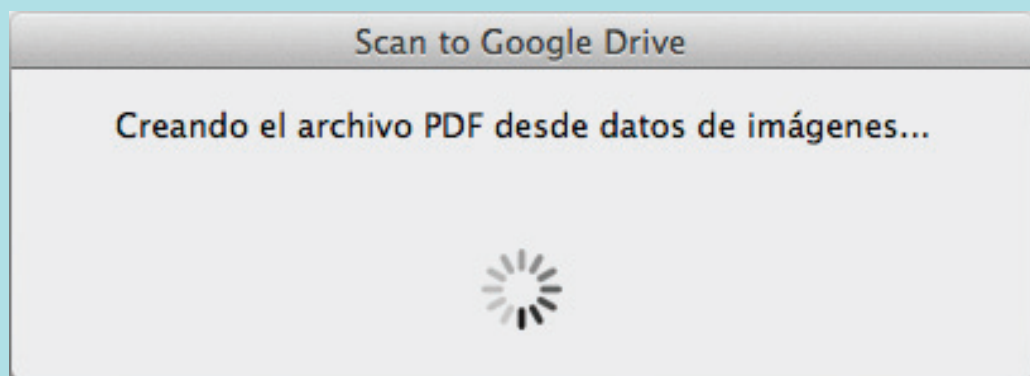 Scan to Google Drive
Creando el archivo PDF desde datos de imágenes...